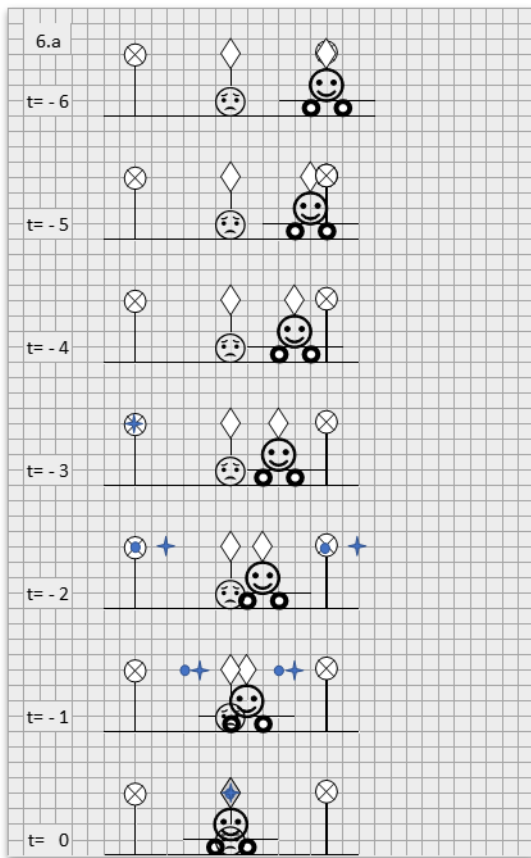 6.a
t= - 6
t= - 5
t= - 4
t= - 3
t= - 2
t= - 1
t=   0